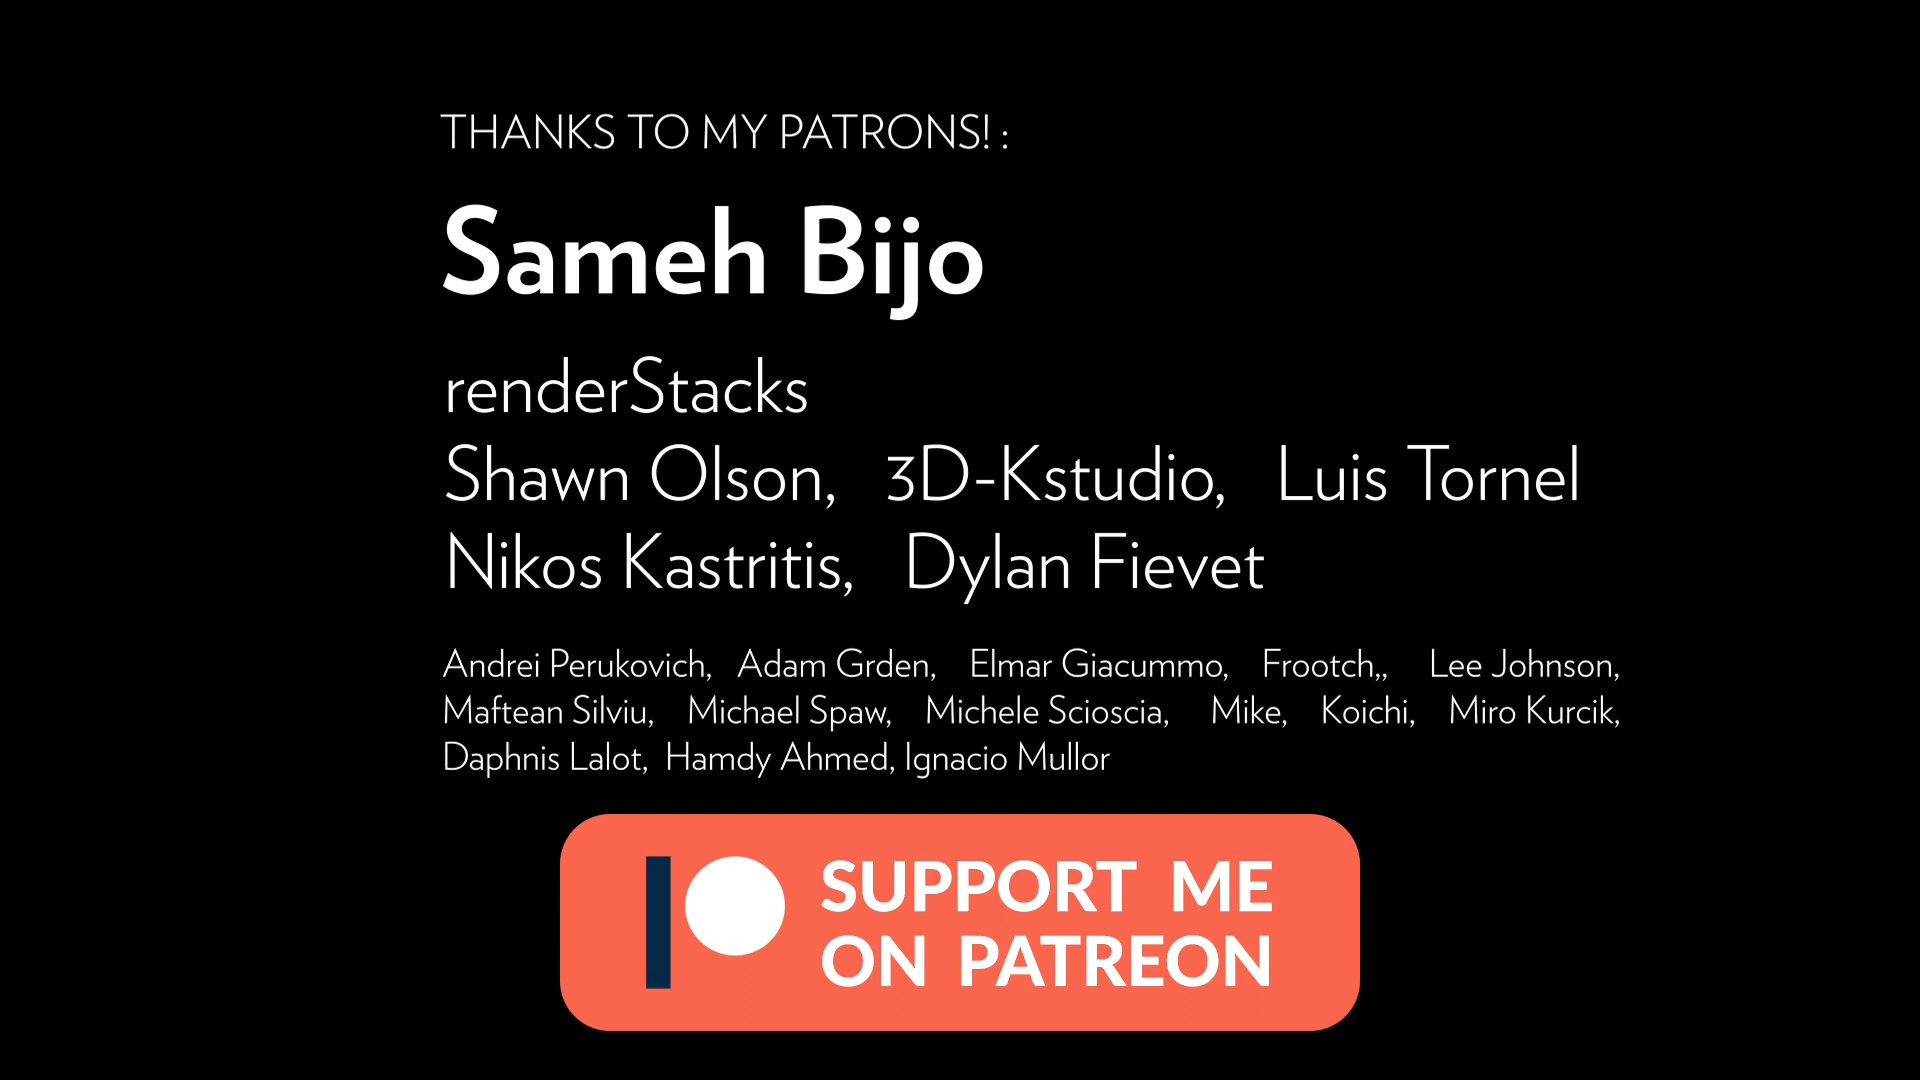 THANKS TO MY PATRONS! :
Sameh Bijo
renderStacks
Shawn Olson, 3D-Kstudio, Luis Tornel
Nikos Kastritis, Dylan Fievet
Andrei Perukovich, Adam Grden, Elmar Giacummo, Frootch,, Lee Johnson,
Maftean Silviu, Michael Spaw, Michele Scioscia, Mike, Koichi, Miro Kurcik,
Daphnis Lalot, Hamdy Ahmed, Ignacio Mullor
SUPPORT ME
ON PATREON